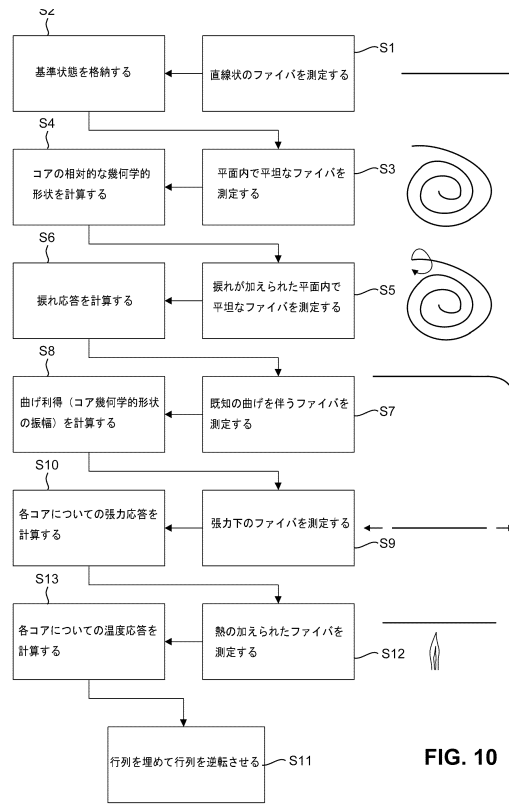 S2
基準状態を格納する
直線状のファイバを測定する
S1
S4
コアの相対的な幾何学的
形状を計算する
平面内で平坦なファイバを
測定する
S3
S6
捩れ応答を計算する
捩れが加えられた平面内で
平坦なファイバを測定する
S5
S8
曲げ利得（コア幾何学的形状
の振幅）を計算する
既知の曲げを伴うファイバを
測定する
S7
S10
各コアについての張力応答を
計算する
張力下のファイバを測定する
S9
S13
各コアについての温度応答を
計算する
熱の加えられたファイバを
測定する
S12
行列を埋めて行列を逆転させる
S11
FIG. 10